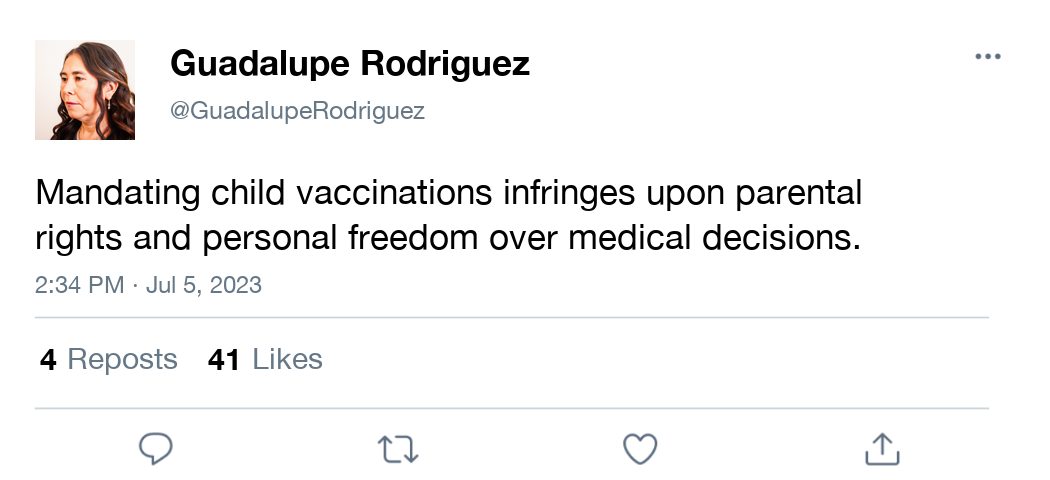 Guadalupe Rodriguez
@GuadalupeRodriguez
Mandating child vaccinations infringes upon parental
rights and personal freedom over medical decisions.
2:34 PM · Jul 5, 2023
4 Reposts 41 Likes